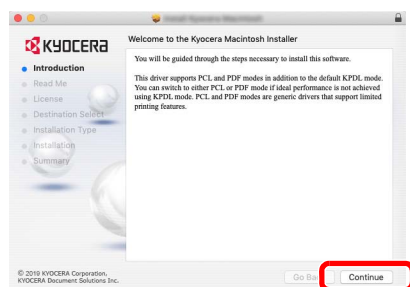 KYOCERA
Welcome to the Kyocera Macintosh Installer
Introduction
Read Me
License
Destination Select
Installation Type
Installation
Summary
You will be guided through the steps necessary to install this software.
This driver supports PCL and PDF modes in addition to the default KPDL mode.
You can switch to either PCL or PDF mode if ideal performance is not achieved
using KPDL mode. PCL and PDF modes are generic drivers that support limited
printing features.
© 2019 KYOCERA Corporation,
KYOCERA Document Solutions Inc.
Go Ba
Continue